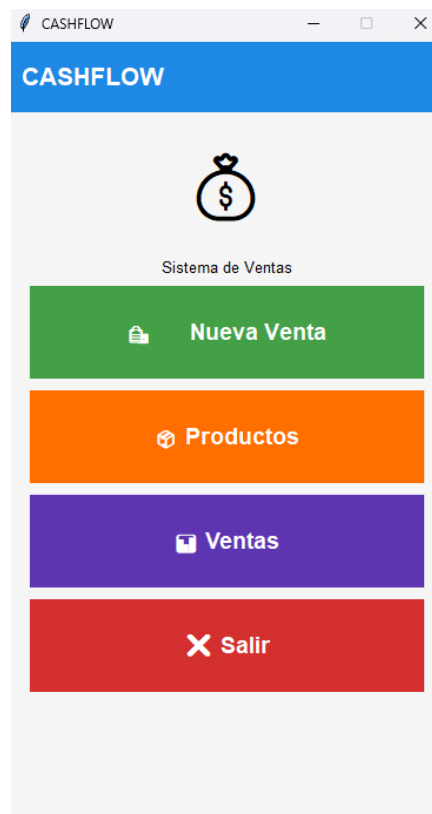 CASHFLOW
CASHFLOW
$
Sistema de Ventas
Nueva Venta
Productos
Ventas
Salir